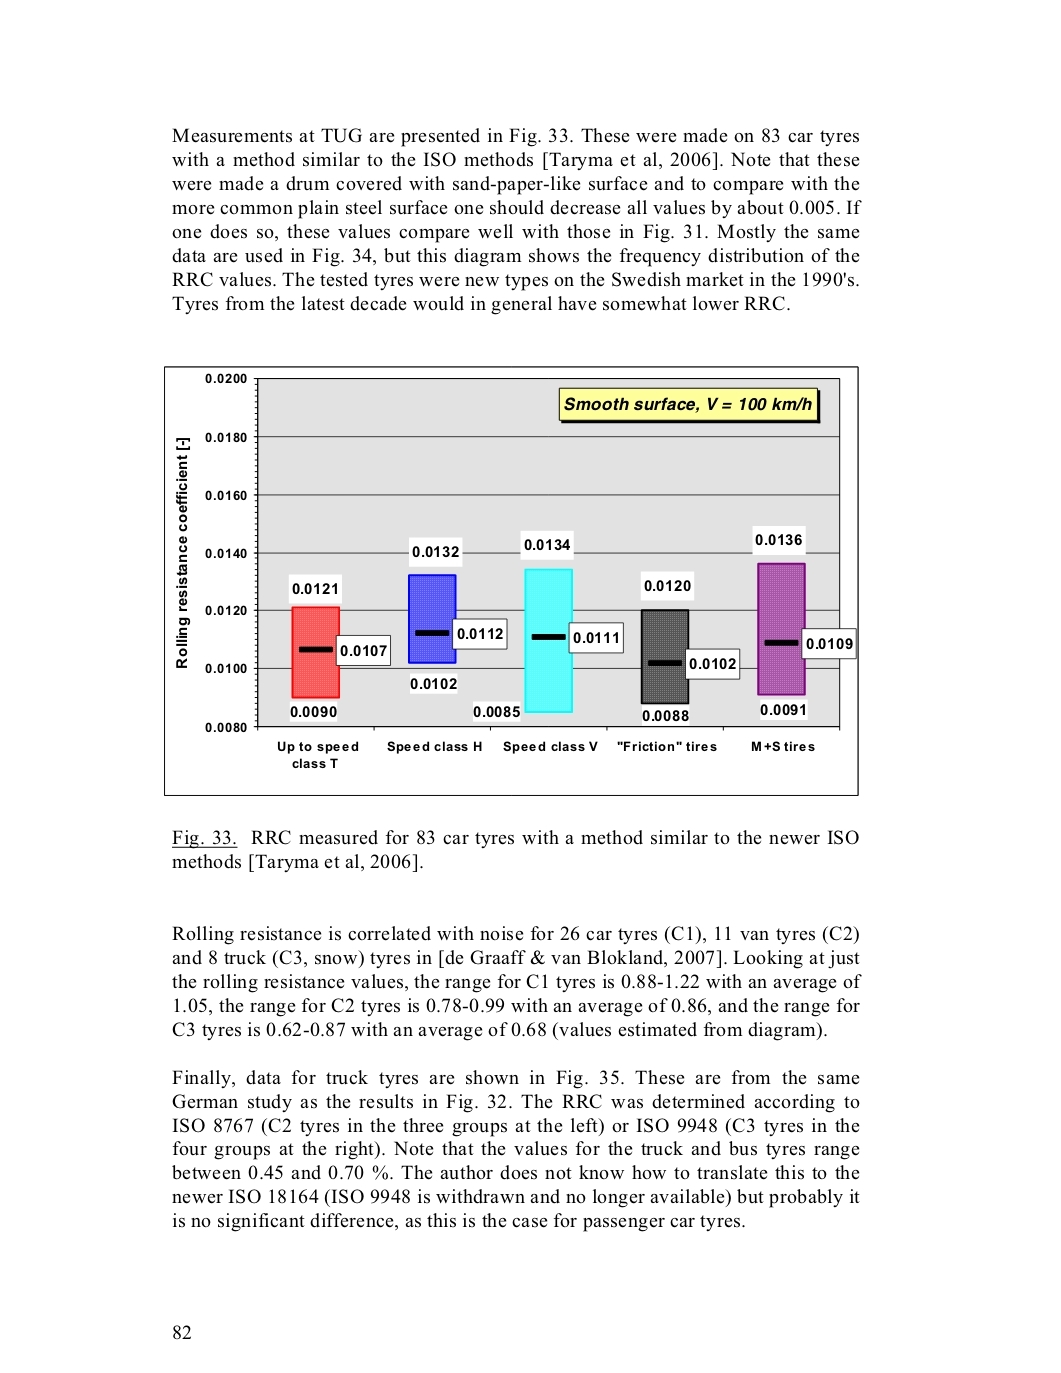 Measurements at TUG are presented in Fig. 33. These were made on 83 car tyres
with a method similar to the ISO methods [Taryma et al, 2006]. Note that these
were made a drum covered with sand-paper-like surface and to compare with the
more common plain steel surface one should decrease all values by about 0.005. If
one does so, these values compare well with those in Fig. 31. Mostly the same
data are used in Fig. 34, but this diagram shows the frequency distribution of the
RRC values. The tested tyres were new types on the Swedish market in the 1990's.
Tyres from the latest decade would in general have somewhat lower RRC.
Rolling resistance coefficient [-]
0.0200
0.0180
0.0160
0.0140
0.0120
0.0100
0.0080
Smooth surface, V = 100 km/h
0.0121
0.0107
0.0090
0.0132
0.0112
0.0102
0.0134
0.0111
0.0085
0.0120
0.0102
0.0088
0.0136
0.0109
0.0091
Up to speed
class T
Speed class H
Speed class V
"Friction" tires
M+S tires
Fig. 33. RRC measured for 83 car tyres with a method similar to the newer ISO
methods [Taryma et al, 2006].
Rolling resistance is correlated with noise for 26 car tyres (C1), 11 van tyres (C2)
and 8 truck (C3, snow) tyres in [de Graaff & van Blokland, 2007]. Looking at just
the rolling resistance values, the range for C1 tyres is 0.88-1.22 with an average of
1.05, the range for C2 tyres is 0.78-0.99 with an average of 0.86, and the range for
C3 tyres is 0.62-0.87 with an average of 0.68 (values estimated from diagram).
Finally, data for truck tyres are shown in Fig. 35. These are from the same
German study as the results in Fig. 32. The RRC was determined according to
ISO 8767 (C2 tyres in the three groups at the left) or ISO 9948 (C3 tyres in the
four groups at the right). Note that the values for the truck and bus tyres range
between 0.45 and 0.70 %. The author does not know how to translate this to the
newer ISO 18164 (ISO 9948 is withdrawn and no longer available) but probably it
is no significant difference, as this is the case for passenger car tyres.
82